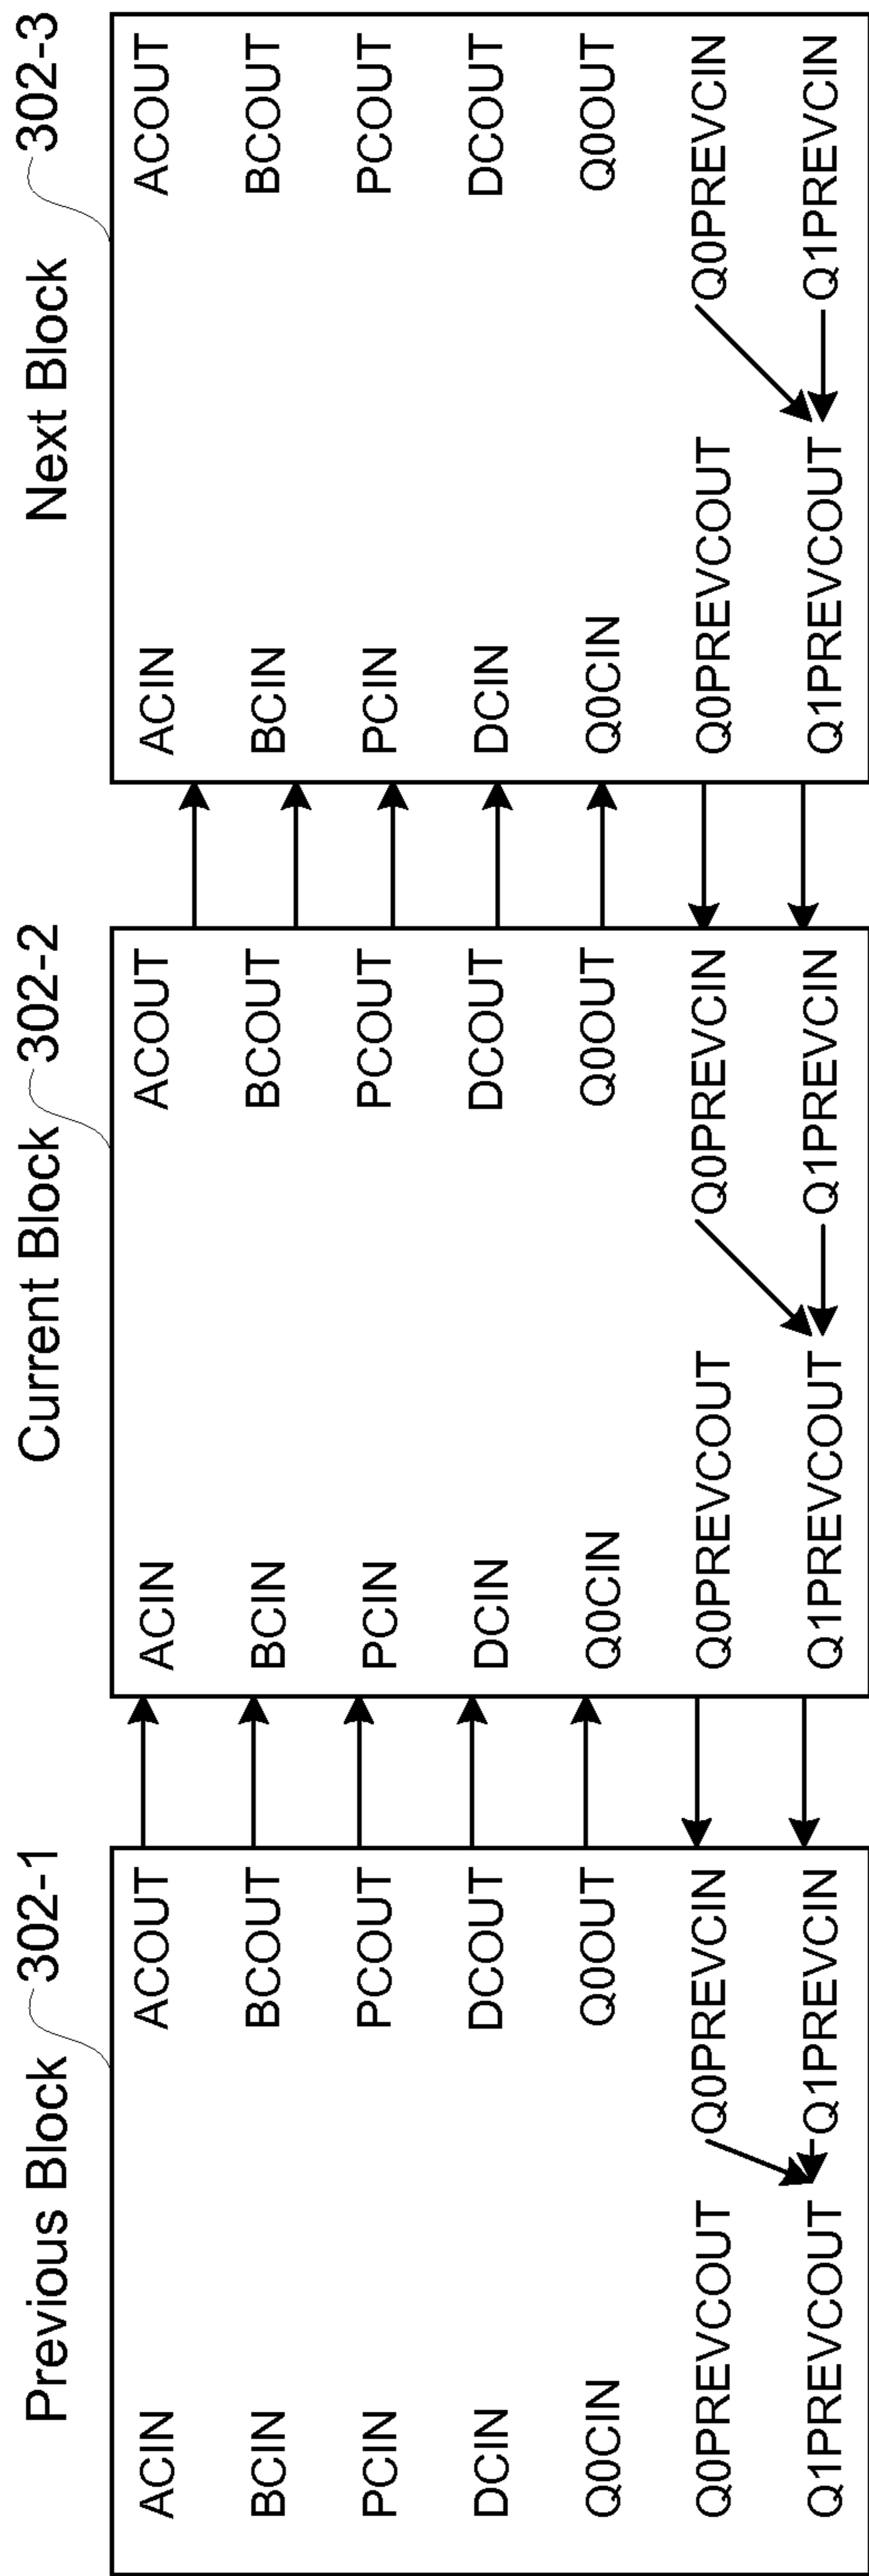 Previous Block 302-1
ACIN ACOUT
BCIN BCOUT
PCIN PCOUT
DCIN DCOUT
Q0CIN Q0OUT
Q0PREVCOUT Q0PREVCIN
Q1PREVCOUT Q1PREVCIN
Current Block 302-2
ACIN ACOUT
BCIN BCOUT
PCIN PCOUT
DCIN DCOUT
Q0CIN Q0OUT
Q0PREVCOUT Q0PREVCIN
Q1PREVCOUT Q1PREVCIN
Next Block 302-3
ACIN ACOUT
BCIN BCOUT
PCIN PCOUT
DCIN DCOUT
Q0CIN Q0OUT
Q0PREVCOUT Q0PREVCIN
Q1PREVCOUT Q1PREVCIN